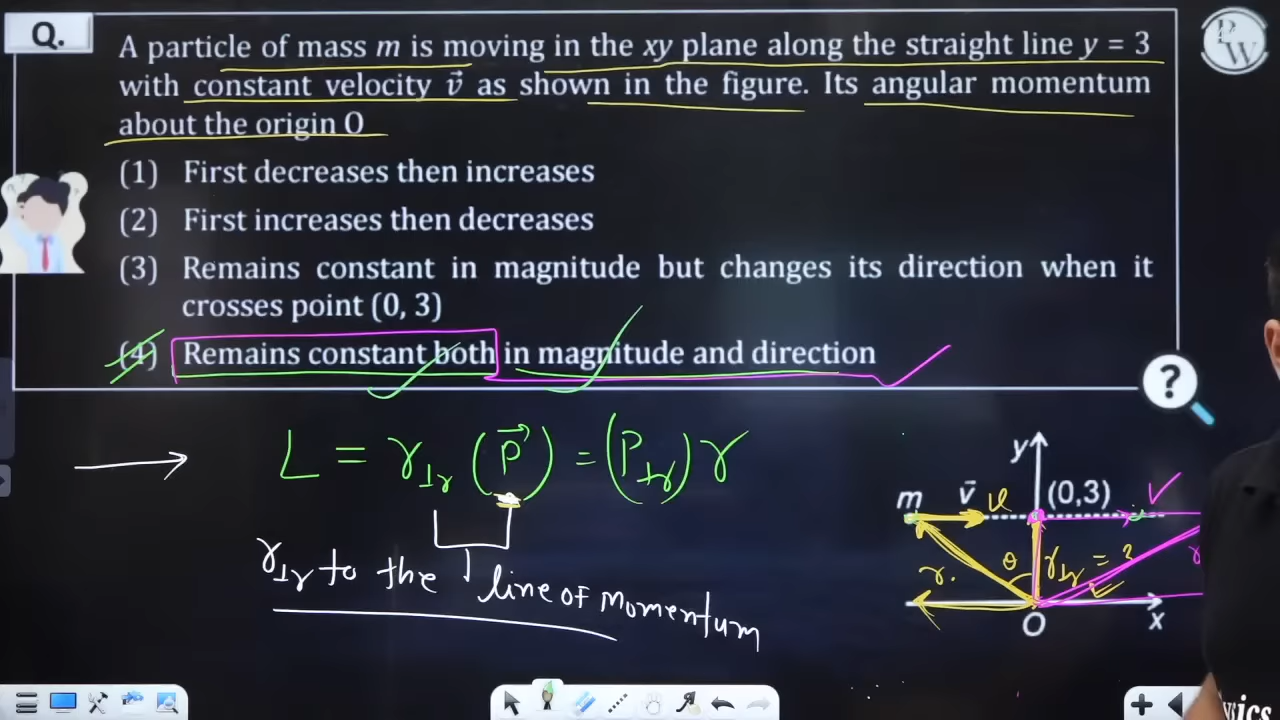 Q.
A particle of mass m is moving in the xy plane along the straight line y = 3
with constant velocity v⃗ as shown in the figure. Its angular momentum
about the origin O
(1) First decreases then increases
(2) First increases then decreases
(3) Remains constant in magnitude but changes its direction when it
crosses point (0, 3)
(4) Remains constant both in magnitude and direction
?
L = r⊥r (P⃗) = (P⊥r) r
r⊥r to the line of momentum
y
m v⃗ v (0,3) v
r θ r⊥r = 3
O x